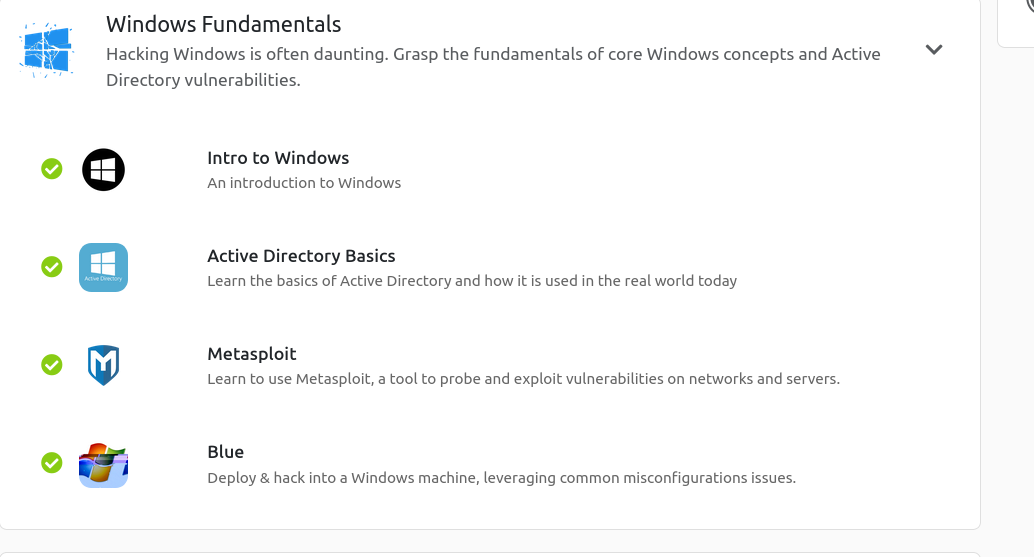 Windows Fundamentals
Hacking Windows is often daunting. Grasp the fundamentals of core Windows concepts and Active
Directory vulnerabilities.
Intro to Windows
An introduction to Windows
Active Directory
Active Directory Basics
Learn the basics of Active Directory and how it is used in the real world today
Metasploit
Learn to use Metasploit, a tool to probe and exploit vulnerabilities on networks and servers.
Blue
Deploy & hack into a Windows machine, leveraging common misconfigurations issues.